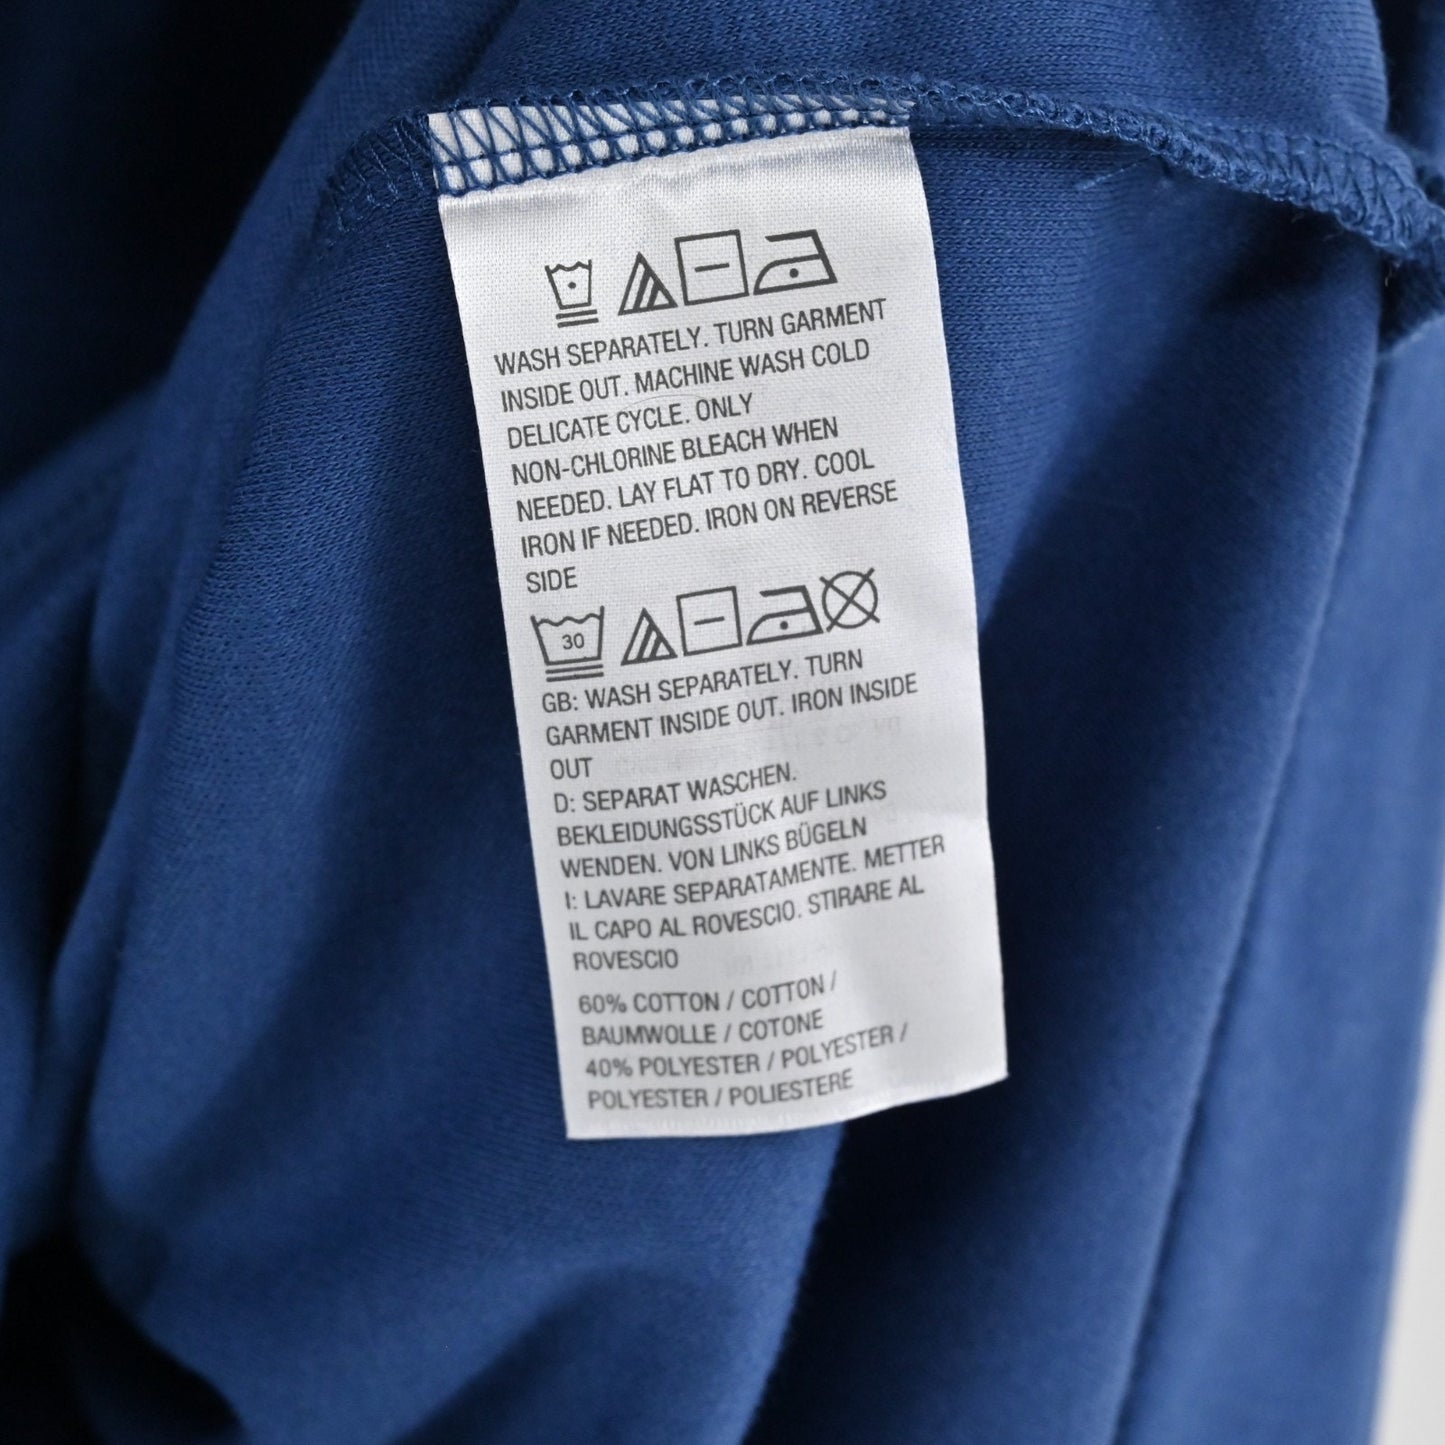 WASH SEPARATELY. TURN GARMENT
INSIDE OUT. MACHINE WASH COLD
DELICATE CYCLE. ONLY
NON-CHLORINE BLEACH WHEN
NEEDED. LAY FLAT TO DRY. COOL
IRON IF NEEDED. IRON ON REVERSE
SIDE
30
GB: WASH SEPARATELY. TURN
GARMENT INSIDE OUT. IRON INSIDE
OUT
D: SEPARAT WASCHEN.
BEKLEIDUNGSSTÜCK AUF LINKS
WENDEN. VON LINKS BÜGELN
I: LAVARE SEPARATAMENTE. METTER
IL CAPO AL ROVESCIO. STIRARE AL
ROVESCIO
60% COTTON / COTTON /
BAUMWOLLE / COTONE
40% POLYESTER / POLYESTER /
POLYESTER / POLIESTERE